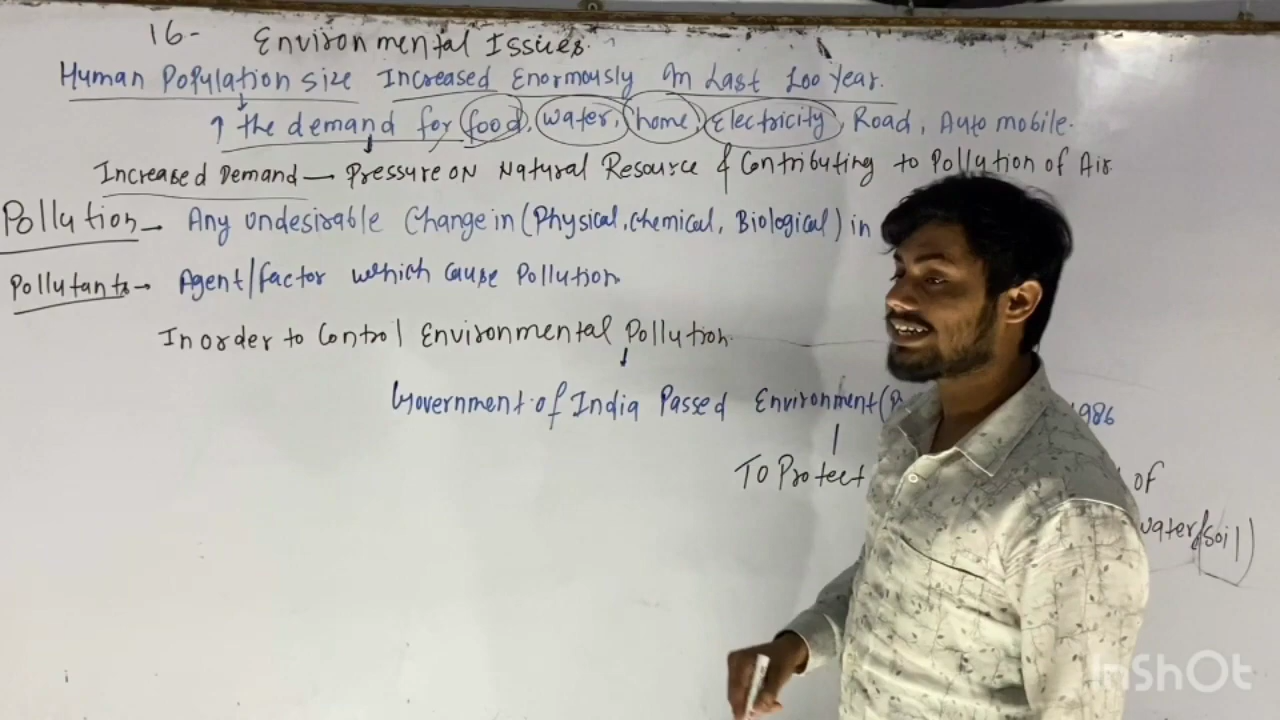 16- Environmental Issues.
Human Population size Increased Enormously In Last 100 Year.
↑ the demand for food, water, home, Electricity, Road, Automobile.
Increased Demand — Pressure on Natural Resource & Contributing to Pollution of Air
Pollution → Any undesirable Change in (Physical, Chemical, Biological) in
Pollutants → Agent/factor which cause Pollution.
In order to Control Environmental Pollution.
Government of India Passed Environment( 1986
To Protect of
water/soil)
InShOt